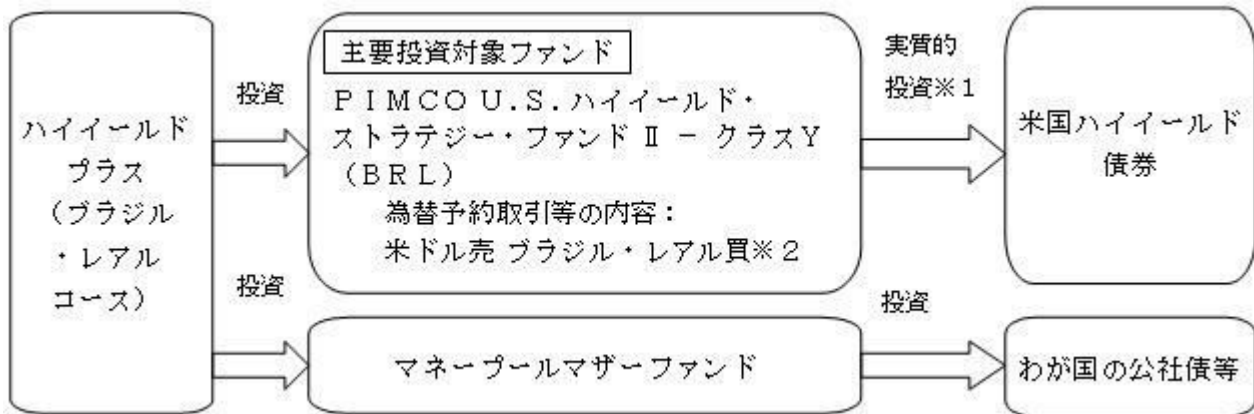 ハイイールド
プラス
（ブラジル
・レアル
コース）
投資
主要投資対象ファンド
ＰＩＭＣＯ U.S.ハイイールド・
ストラテジー・ファンド Ⅱ － クラスＹ
（ＢＲＬ）
為替予約取引等の内容：
米ドル売 ブラジル・レアル買※２
実質的
投資※１
米国ハイイールド
債券
投資
マネープールマザーファンド
投資
わが国の公社債等